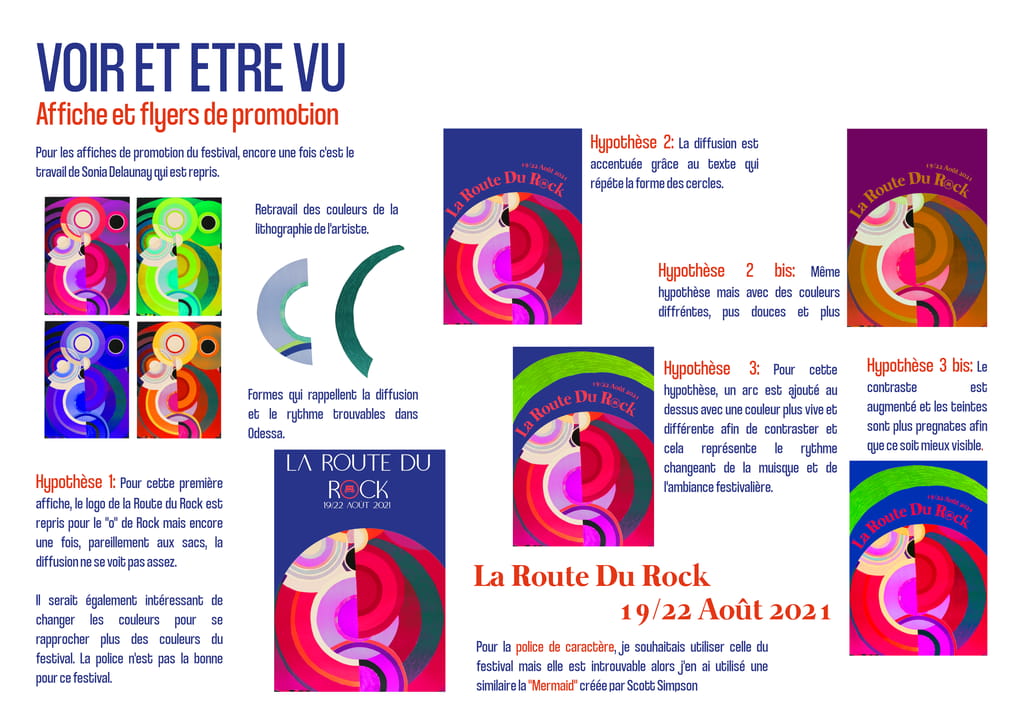 VOIR ET ETRE VU
Affiche et flyers de promotion
Pour les affiches de promotion du festival, encore une fois c'est le
travail de Sonia Delaunay qui est repris.
Retravail des couleurs de la
lithographie de l'artiste.
Formes qui rappellent la diffusion
et le rythme trouvables dans
Odessa.
Hypothèse 1: Pour cette première
affiche, le logo de la Route du Rock est
repris pour le "o" de Rock mais encore
une fois, pareillement aux sacs, la
diffusion ne se voit pas assez.
Il serait également intéressant de
changer les couleurs pour se
rapprocher plus des couleurs du
festival. La police n'est pas la bonne
pour ce festival.
LA ROUTE DU
ROCK
19/22 AOÛT 2021
19/22 Août 2021
La Route Du Rock
Hypothèse 2: La diffusion est
accentuée grâce au texte qui
répéte la forme des cercles.
Hypothèse 2 bis: Même
hypothèse mais avec des couleurs
diffréntes, pus douces et plus
19/22 Août 2021
La Route Du Rock
19/22 Août 2021
La Route Du Rock
Hypothèse 3: Pour cette
hypothèse, un arc est ajouté au
dessus avec une couleur plus vive et
différente afin de contraster et
cela représente le rythme
changeant de la muisque et de
l'ambiance festivalière.
Hypothèse 3 bis: Le
contraste est
augmenté et les teintes
sont plus pregnates afin
que ce soit mieux visible.
19/22 Août 2021
La Route Du Rock
La Route Du Rock
19/22 Août 2021
Pour la police de caractère, je souhaitais utiliser celle du
festival mais elle est introuvable alors j'en ai utilisé une
similaire la "Mermaid" créée par Scott Simpson